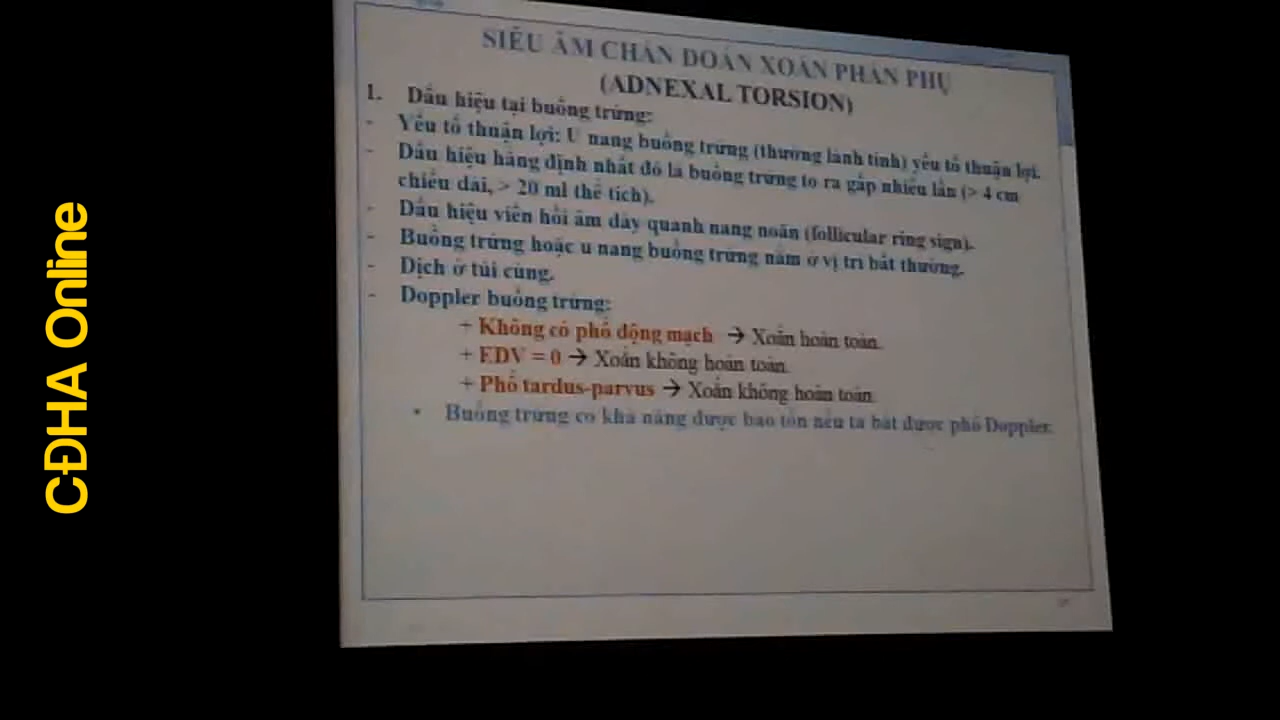 CĐHA Online
SIÊU ÂM CHẨN ĐOÁN XOẮN PHẦN PHỤ
(ADNEXAL TORSION)
1. Dấu hiệu tại buồng trứng:
- Yếu tố thuận lợi: U nang buồng trứng (thường lành tính) yếu tố thuận lợi.
- Dấu hiệu hằng định nhất đó là buồng trứng to ra gấp nhiều lần (> 4 cm
chiều dài, > 20 ml thể tích).
- Dấu hiệu viền hồi âm dày quanh nang noãn (follicular ring sign).
- Buồng trứng hoặc u nang buồng trứng nằm ở vị trí bất thường.
- Dịch ở túi cùng.
- Doppler buồng trứng:
+ Không có phổ động mạch → Xoắn hoàn toàn.
+ EDV = 0 → Xoắn không hoàn toàn.
+ Phổ tardus-parvus → Xoắn không hoàn toàn.
• Buồng trứng có khả năng được bảo tồn nếu ta bắt được phổ Doppler.